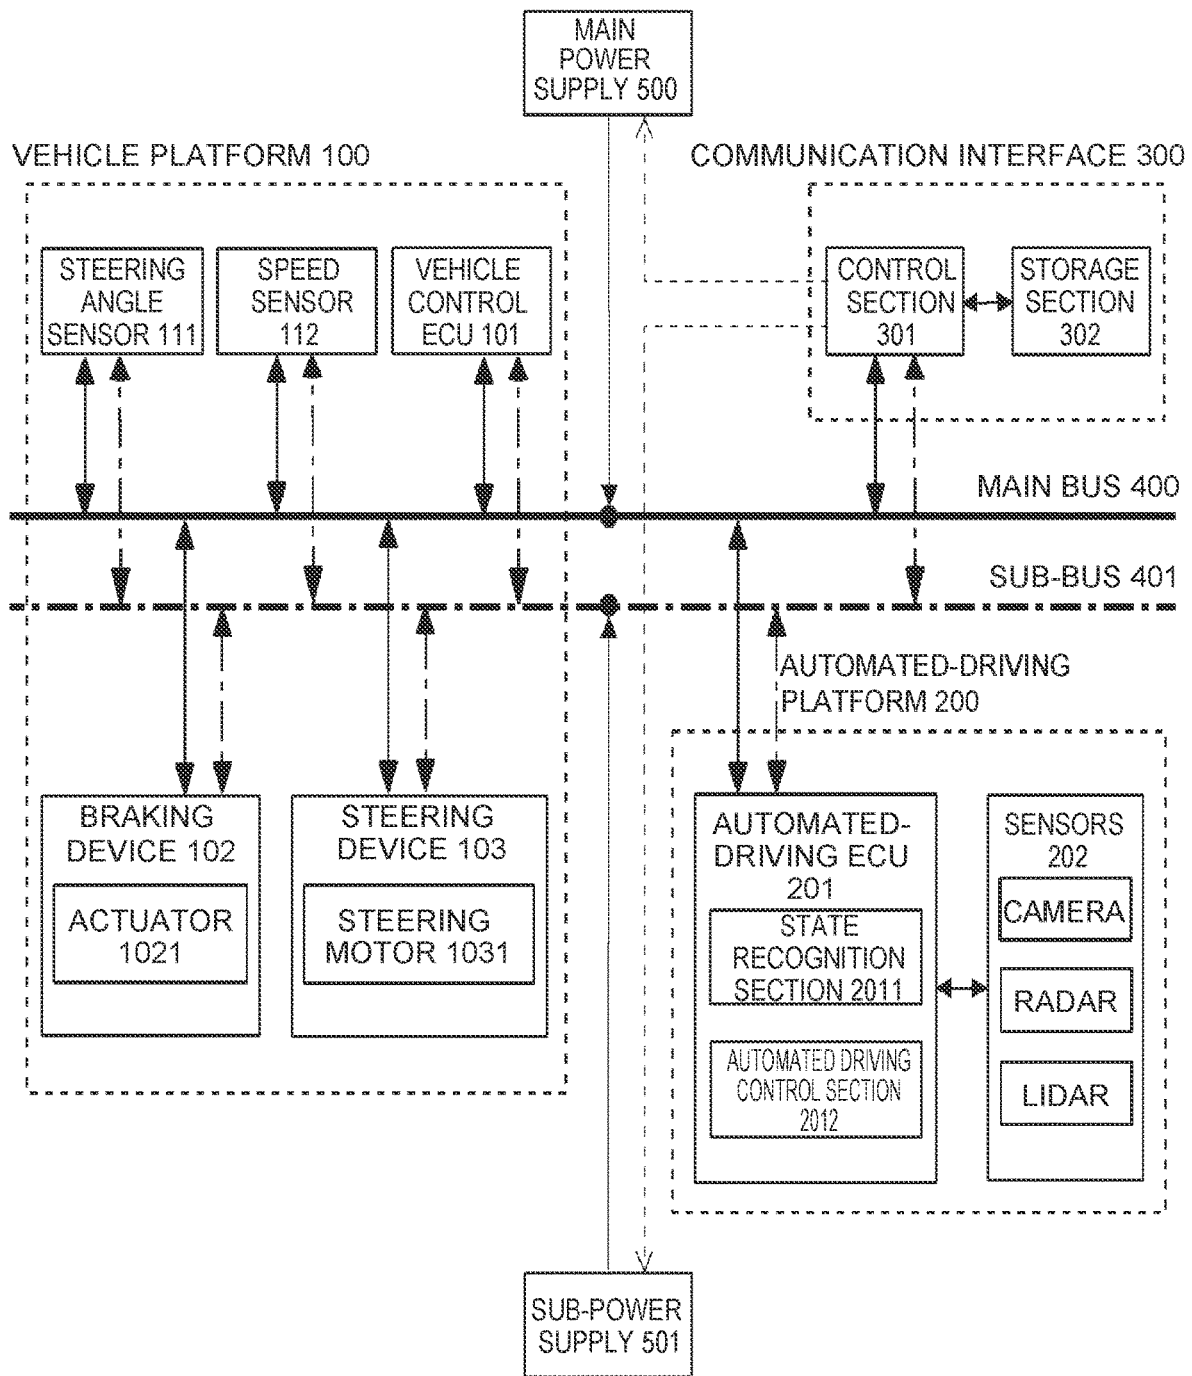 MAIN
POWER
SUPPLY 500
VEHICLE PLATFORM 100
COMMUNICATION INTERFACE 300
STEERING
ANGLE
SENSOR 111
SPEED
SENSOR
112
VEHICLE
CONTROL
ECU 101
CONTROL
SECTION
301
STORAGE
SECTION
302
MAIN BUS 400
SUB-BUS 401
AUTOMATED-DRIVING
PLATFORM 200
BRAKING
DEVICE 102
ACTUATOR
1021
STEERING
DEVICE 103
STEERING
MOTOR 1031
AUTOMATED-
DRIVING ECU
201
STATE
RECOGNITION
SECTION 2011
AUTOMATED DRIVING
CONTROL SECTION
2012
SENSORS
202
CAMERA
RADAR
LIDAR
SUB-POWER
SUPPLY 501